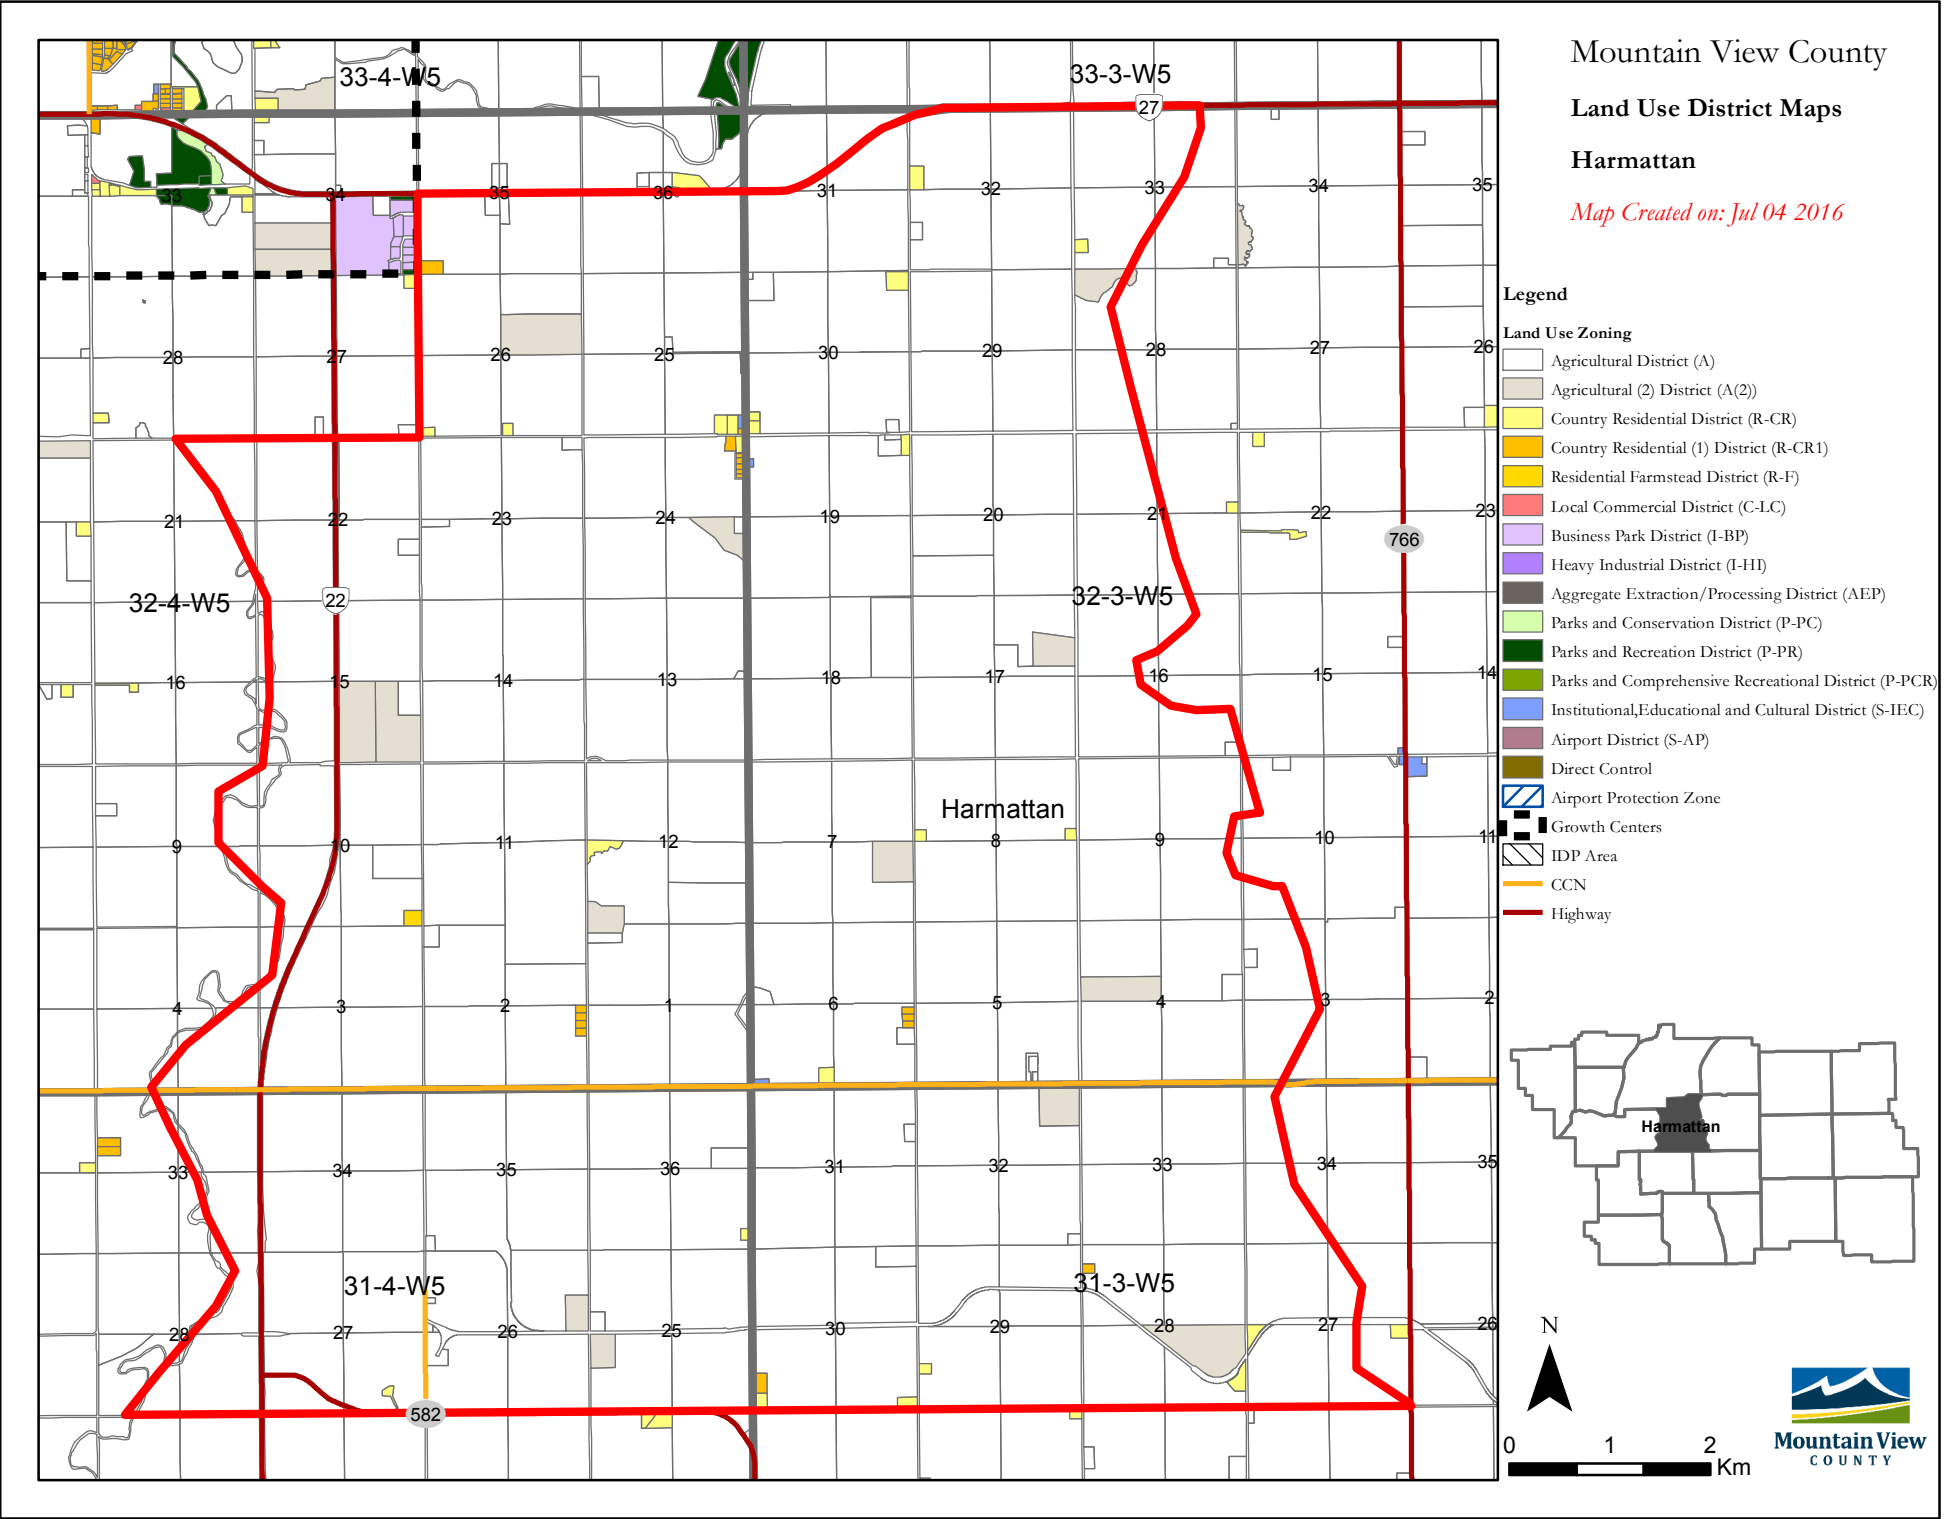 Mountain View County
Land Use District Maps
Harmattan
Map Created on: Jul 04 2016
33-4-W5
33-3-W5
27
33 34 35 36 31 32 33 34 35
28 27 26 25 30 29 28 27 26
21 22 23 24 19 20 21 22 23
766
32-4-W5
22
32-3-W5
16 15 14 13 18 17 16 15 14
Harmattan
9 10 11 12 7 8 9 10 11
4 3 2 1 6 5 4 3 2
33 34 35 36 31 32 33 34 35
31-4-W5
31-3-W5
28 27 26 25 30 29 28 27 26
582
Legend
Land Use Zoning
Agricultural District (A)
Agricultural (2) District (A(2))
Country Residential District (R-CR)
Country Residential (1) District (R-CR1)
Residential Farmstead District (R-F)
Local Commercial District (C-LC)
Business Park District (I-BP)
Heavy Industrial District (I-HI)
Aggregate Extraction/Processing District (AEP)
Parks and Conservation District (P-PC)
Parks and Recreation District (P-PR)
Parks and Comprehensive Recreational District (P-PCR)
Institutional,Educational and Cultural District (S-IEC)
Airport District (S-AP)
Direct Control
Airport Protection Zone
Growth Centers
IDP Area
CCN
Highway
Harmattan
N
0 1 2
Km
Mountain View
COUNTY